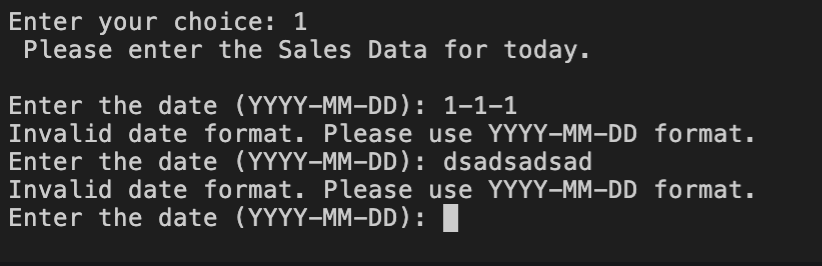 Enter your choice: 1
Please enter the Sales Data for today.
Enter the date (YYYY-MM-DD): 1-1-1
Invalid date format. Please use YYYY-MM-DD format.
Enter the date (YYYY-MM-DD): dsadsadsad
Invalid date format. Please use YYYY-MM-DD format.
Enter the date (YYYY-MM-DD):